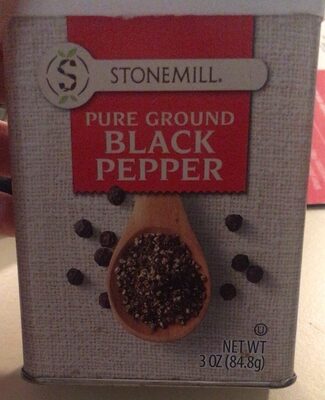 S STONEMILL®
PURE GROUND
BLACK
PEPPER
U
NET WT
3 OZ (84.8g)